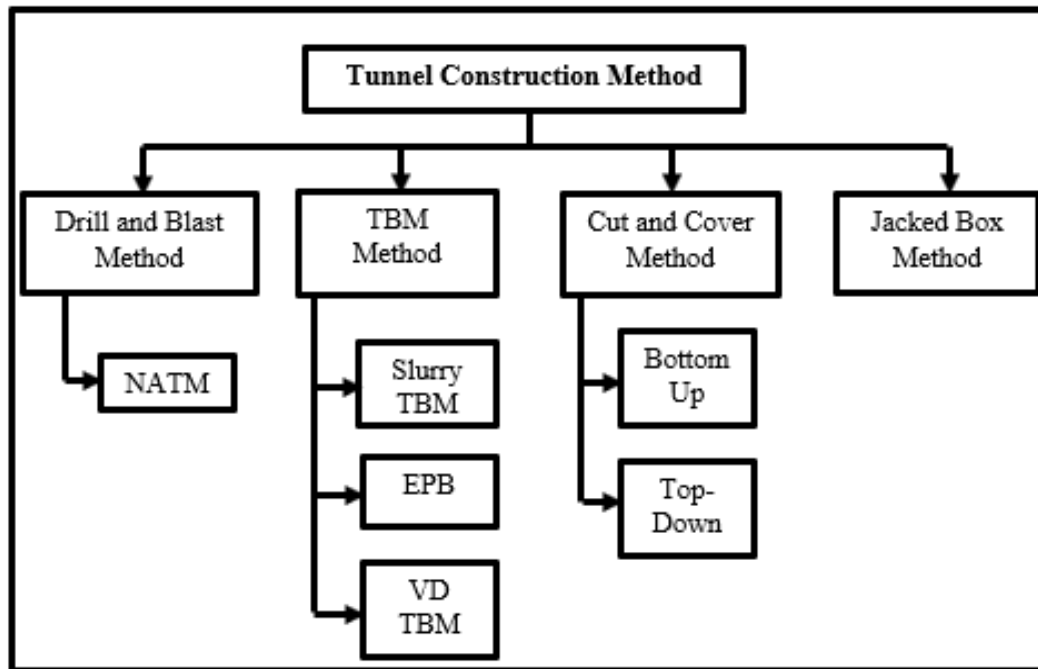 Tunnel Construction Method
Drill and Blast
Method
TBM
Method
Cut and Cover
Method
Jacked Box
Method
NATM
Slurry
TBM
EPB
VD
TBM
Bottom
Up
Top-
Down